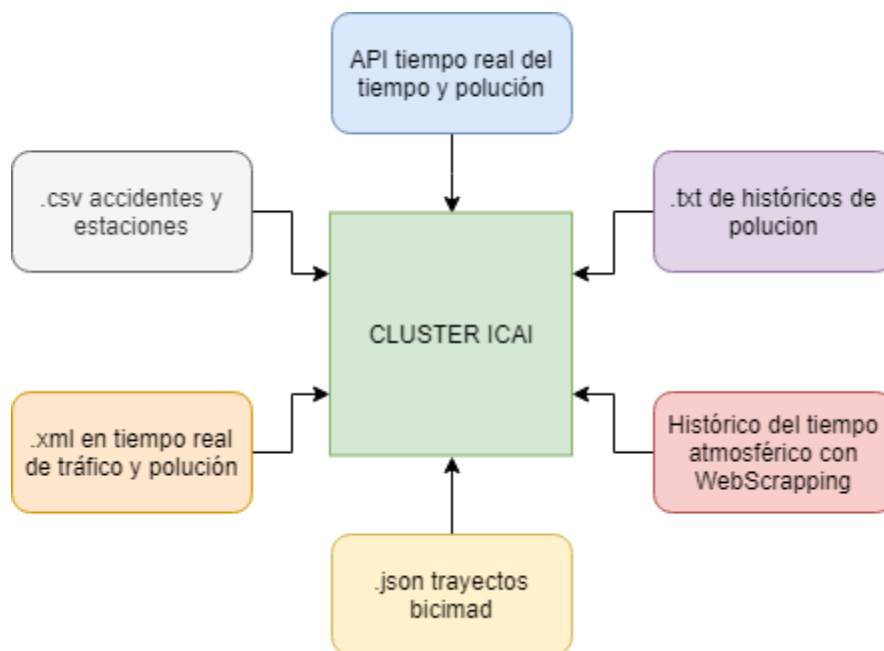 API tiempo real del
tiempo y polución
.csv accidentes y
estaciones
.txt de históricos de
polucion
CLUSTER ICAI
.xml en tiempo real
de tráfico y polución
Histórico del tiempo
atmosférico con
WebScrapping
.json trayectos
bicimad